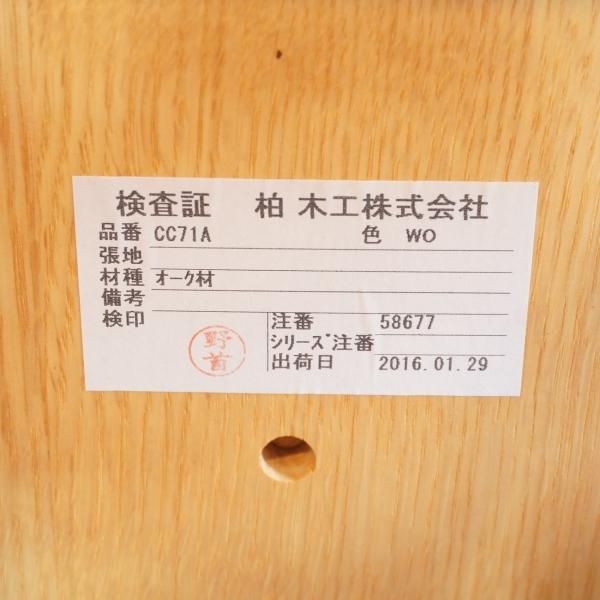 検査証 柏木工株式会社
品番 CC71A 色 WO
張地
材種 オーク材
備考
検印 注番 58677
野首
シリーズ注番
出荷日 2016.01.29